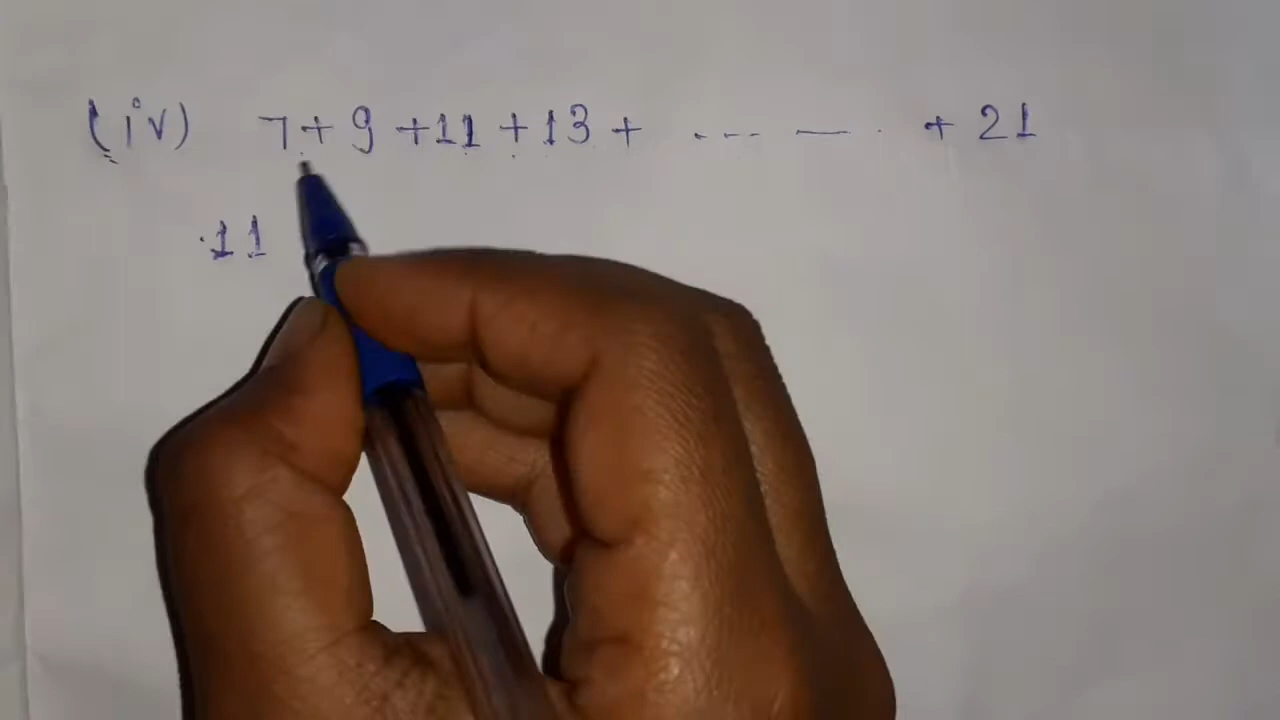 (iv) 7+ 9 +11 + 13 + ---- — . + 21
.11